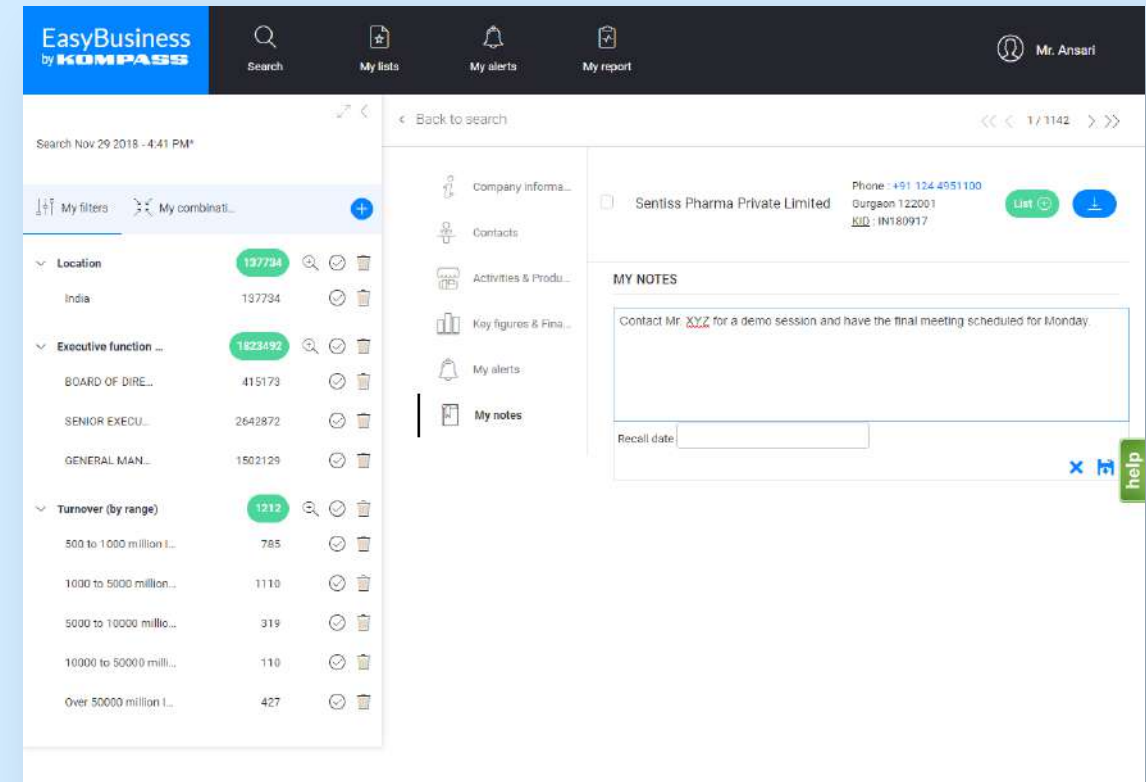 EasyBusiness
by KOMPASS
Search
My lists
My alerts
My report
Mr. Ansari
Search Nov 29 2018 - 4:41 PM*
My filters
My combinati...
Location 137734
India 137734
Executive function ... 1823492
BOARD OF DIRE... 415173
SENIOR EXECU... 2642872
GENERAL MAN... 1502129
Turnover (by range) 1212
500 to 1000 million I... 785
1000 to 5000 million... 1110
5000 to 10000 millio... 319
10000 to 50000 milli... 110
Over 50000 million I... 427
< Back to search
1 / 1142
Company informa...
Contacts
Activities & Produ...
Key figures & Fina...
My alerts
My notes
Sentiss Pharma Private Limited
Phone : +91 124 4951100
Gurgaon 122001
KID : IN180917
List
MY NOTES
Contact Mr. XYZ for a demo session and have the final meeting scheduled for Monday.
Recall date
help